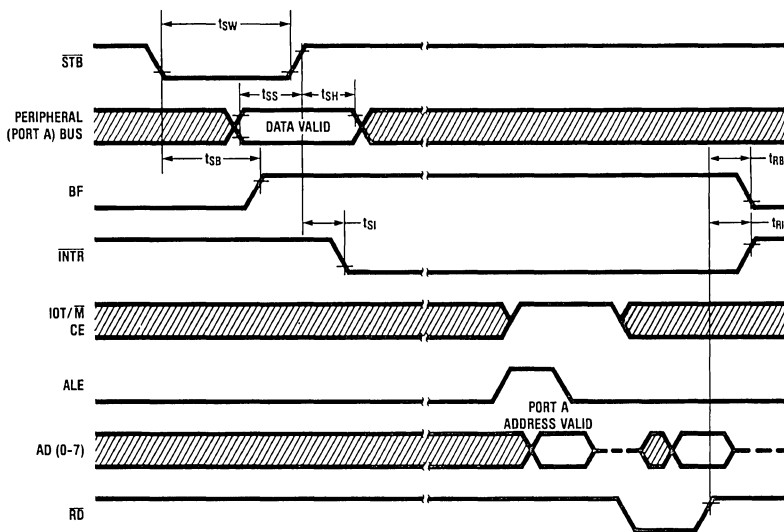 tSW
STB
tSS
tSH
PERIPHERAL
(PORT A) BUS
DATA VALID
tSB
tRB
BF
tSI
tRI
INTR
IOT/M
CE
ALE
PORT A
ADDRESS VALID
AD (0-7)
RD